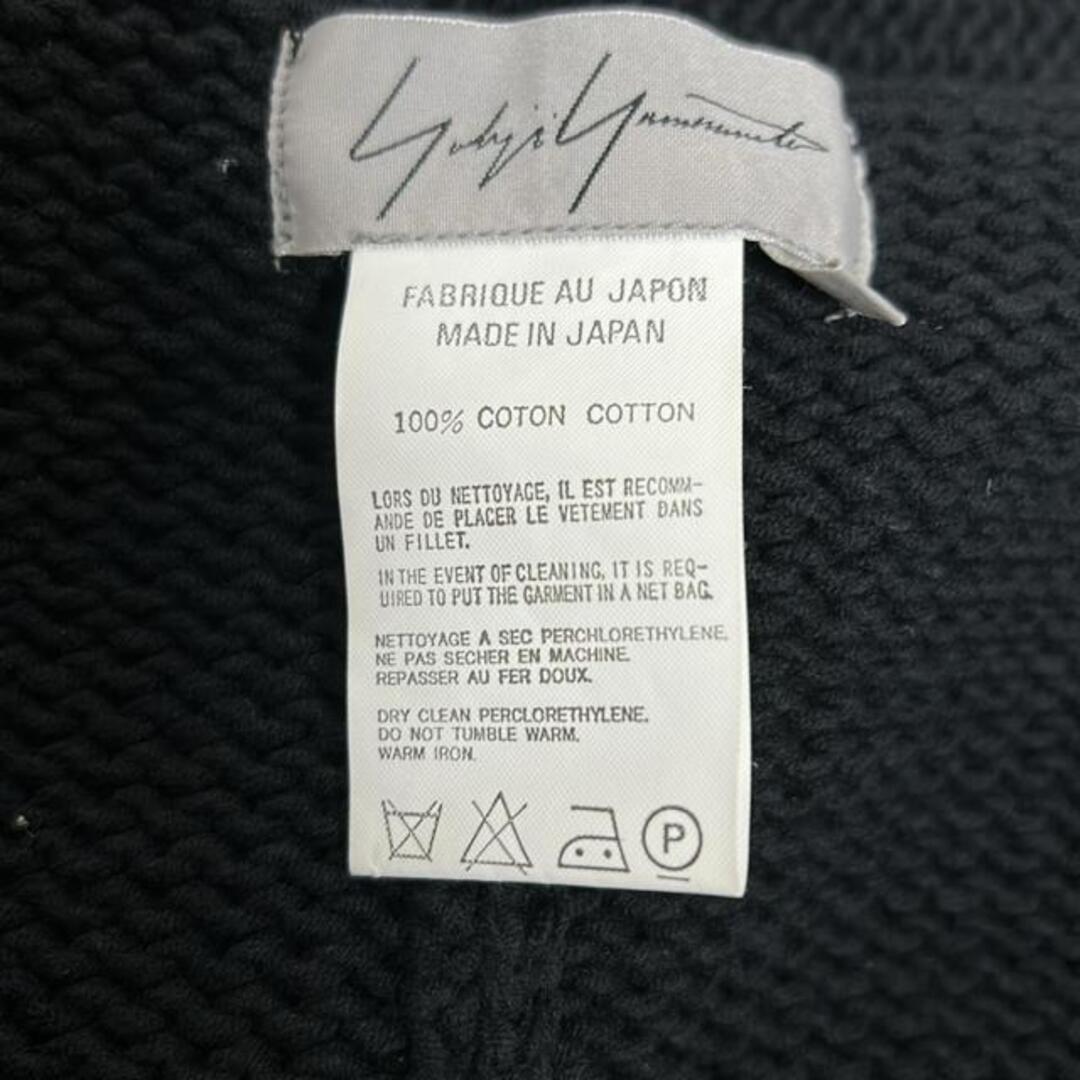 Yohji Yamamoto
FABRIQUE AU JAPON
MADE IN JAPAN
100% COTON COTTON
LORS DU NETTOYAGE, IL EST RECOMM-
ANDE DE PLACER LE VETEMENT DANS
UN FILLET.
IN THE EVENT OF CLEANING, IT IS REQ-
UIRED TO PUT THE GARMENT IN A NET BAG.
NETTOYAGE A SEC PERCHLORETHYLENE.
NE PAS SECHER EN MACHINE.
REPASSER AU FER DOUX.
DRY CLEAN PERCLORETHYLENE.
DO NOT TUMBLE WARM.
WARM IRON.
P